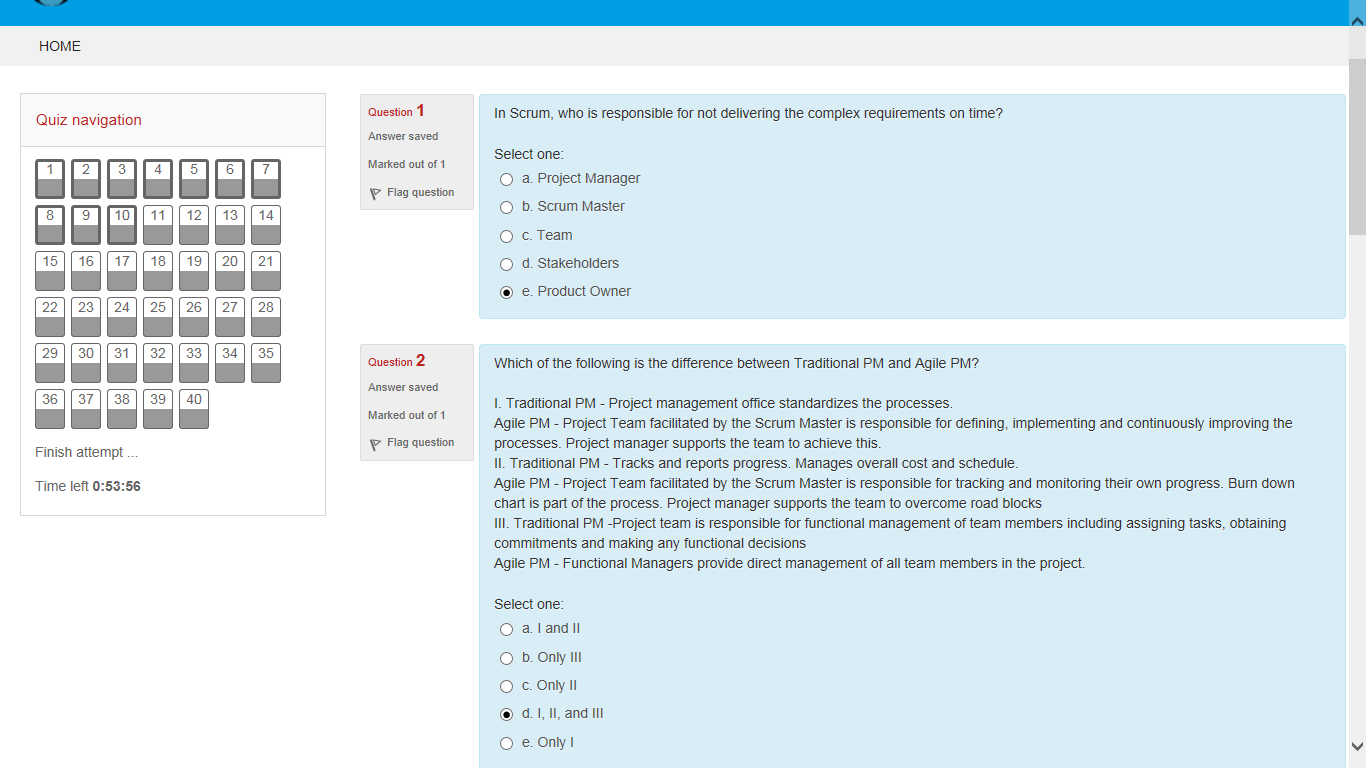 HOME
Quiz navigation
1 2 3 4 5 6 7
8 9 10 11 12 13 14
15 16 17 18 19 20 21
22 23 24 25 26 27 28
29 30 31 32 33 34 35
36 37 38 39 40
Finish attempt ...
Time left 0:53:56
Question 1
Answer saved
Marked out of 1
Flag question
In Scrum, who is responsible for not delivering the complex requirements on time?
Select one:
a. Project Manager
b. Scrum Master
c. Team
d. Stakeholders
e. Product Owner
Question 2
Answer saved
Marked out of 1
Flag question
Which of the following is the difference between Traditional PM and Agile PM?
I. Traditional PM - Project management office standardizes the processes.
Agile PM - Project Team facilitated by the Scrum Master is responsible for defining, implementing and continuously improving the
processes. Project manager supports the team to achieve this.
II. Traditional PM - Tracks and reports progress. Manages overall cost and schedule.
Agile PM - Project Team facilitated by the Scrum Master is responsible for tracking and monitoring their own progress. Burn down
chart is part of the process. Project manager supports the team to overcome road blocks
III. Traditional PM -Project team is responsible for functional management of team members including assigning tasks, obtaining
commitments and making any functional decisions
Agile PM - Functional Managers provide direct management of all team members in the project.
Select one:
a. I and II
b. Only III
c. Only II
d. I, II, and III
e. Only I